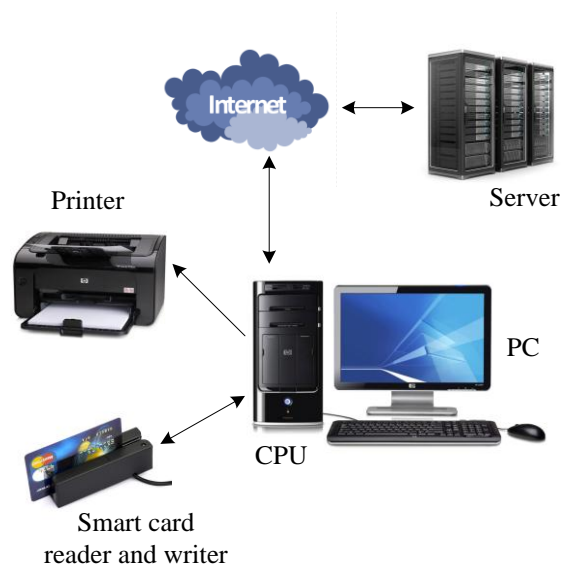 Internet
Server
Printer
PC
CPU
Smart card
reader and writer